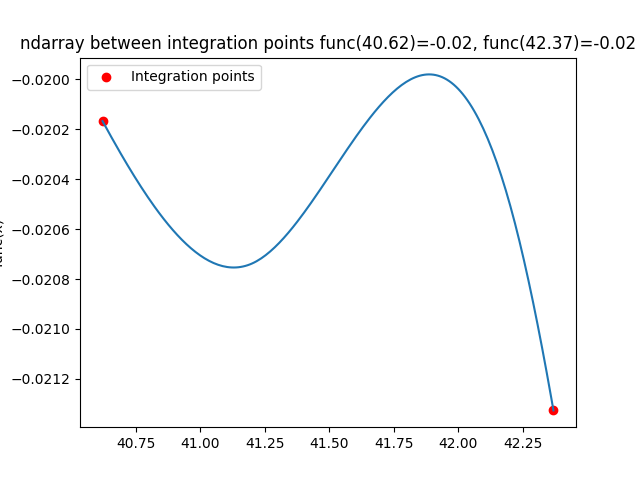 ndarray between integration points func(40.62)=-0.02, func(42.37)=-0.02
Integration points
−0.0200
−0.0202
−0.0204
−0.0206
−0.0208
−0.0210
−0.0212
40.75 41.00 41.25 41.50 41.75 42.00 42.25